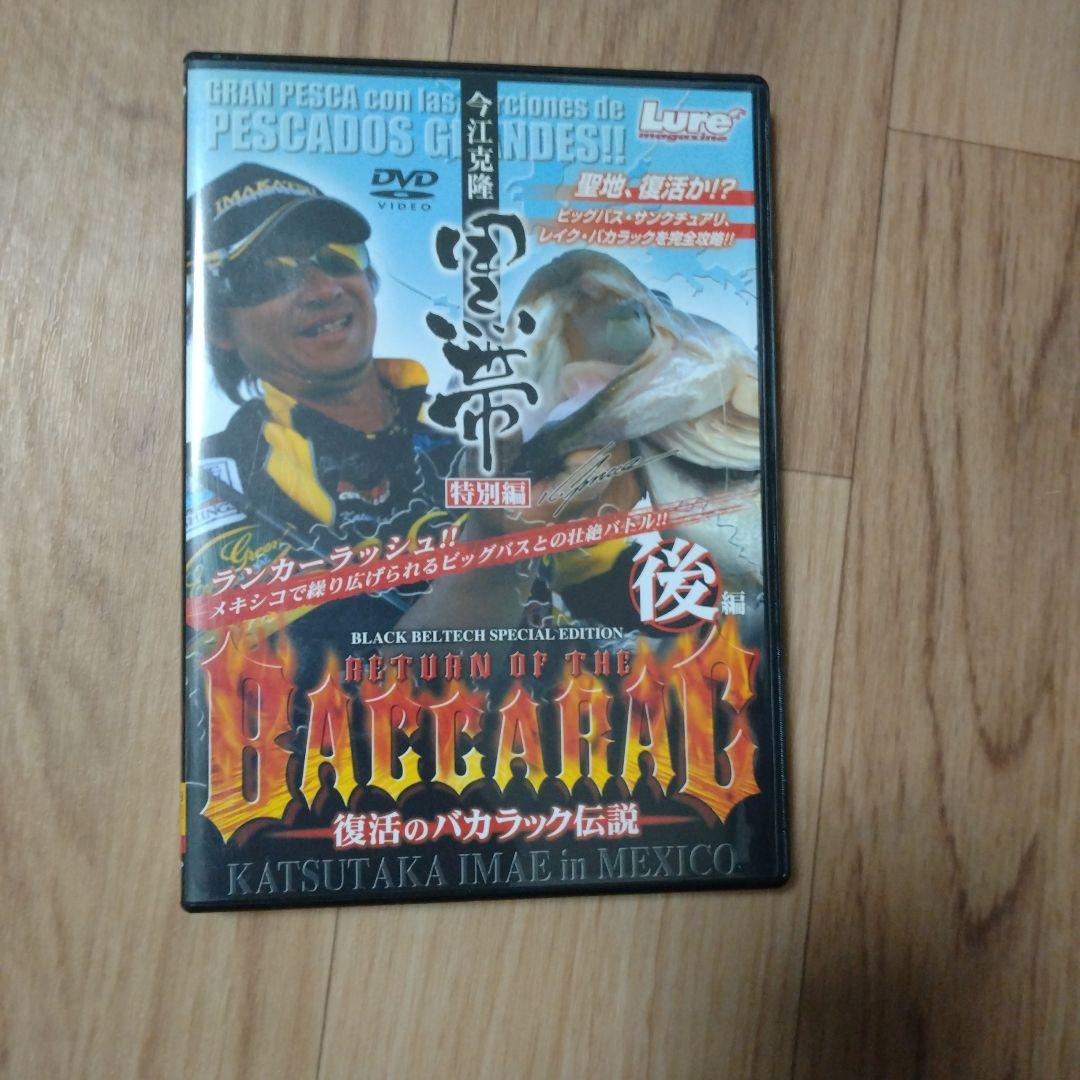 GRAN PESCA con las rciones de
PESCADOS G NDES!!
Lure
magazine
今江克隆
DVD
VIDEO
IMAKATSU
聖地、復活か!?
ビッグバス・サンクチュアリ、
レイク・バカラックを完全攻略!!
黒帯
特別編
ランカーラッシュ!!
メキシコで繰り広げられるビッグバスとの壮絶バトル!!
後編
BLACK BELTECH SPECIAL EDITION
RETURN OF THE
BACCARAC
復活のバカラック伝説
KATSUTAKA IMAE in MEXICO